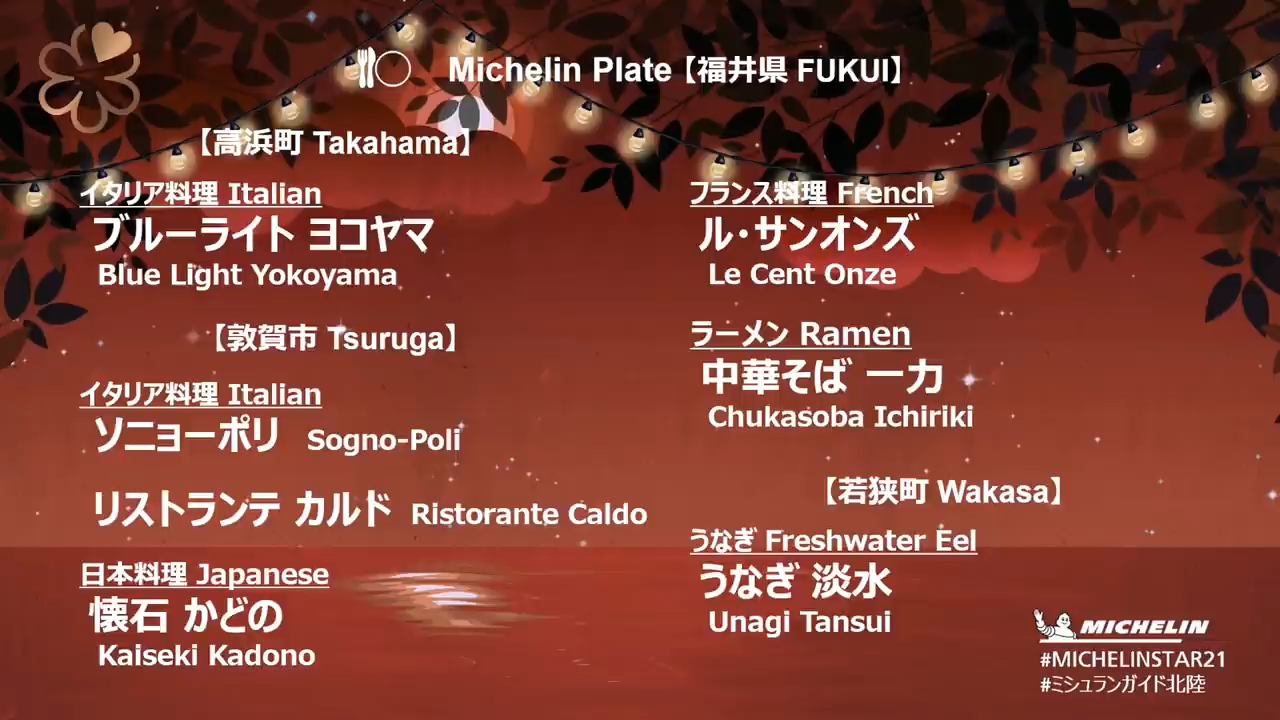 Michelin Plate【福井県 FUKUI】
【高浜町 Takahama】
イタリア料理 Italian
ブルーライト ヨコヤマ
Blue Light Yokoyama
【敦賀市 Tsuruga】
イタリア料理 Italian
ソニョーポリ Sogno-Poli
リストランテ カルド Ristorante Caldo
日本料理 Japanese
懐石 かどの
Kaiseki Kadono
フランス料理 French
ル・サンオンズ
Le Cent Onze
ラーメン Ramen
中華そば 一力
Chukasoba Ichiriki
【若狭町 Wakasa】
うなぎ Freshwater Eel
うなぎ 淡水
Unagi Tansui
MICHELIN
#MICHELINSTAR21
#ミシュランガイド北陸